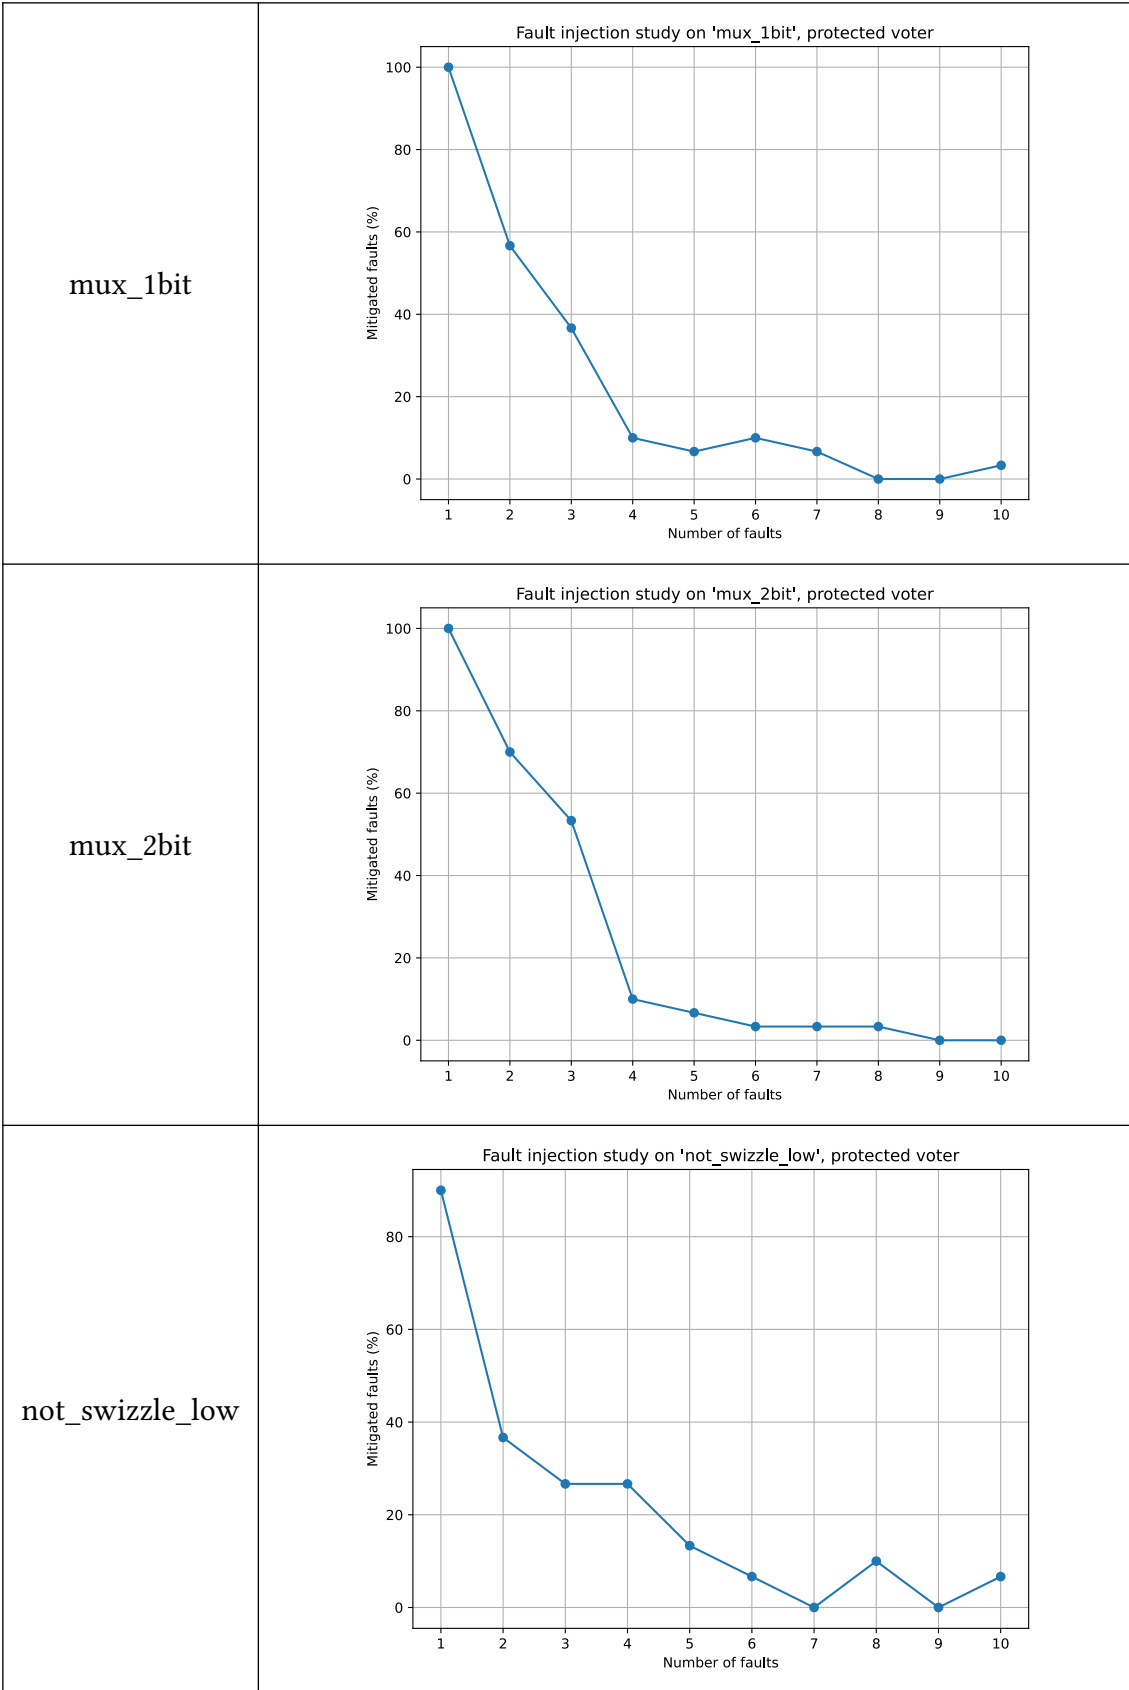 mux_1bit
Fault injection study on 'mux_1bit', protected voter
Mitigated faults (%)
100
80
60
40
20
0
1 2 3 4 5 6 7 8 9 10
Number of faults
mux_2bit
Fault injection study on 'mux_2bit', protected voter
Mitigated faults (%)
100
80
60
40
20
0
1 2 3 4 5 6 7 8 9 10
Number of faults
not_swizzle_low
Fault injection study on 'not_swizzle_low', protected voter
Mitigated faults (%)
80
60
40
20
0
1 2 3 4 5 6 7 8 9 10
Number of faults